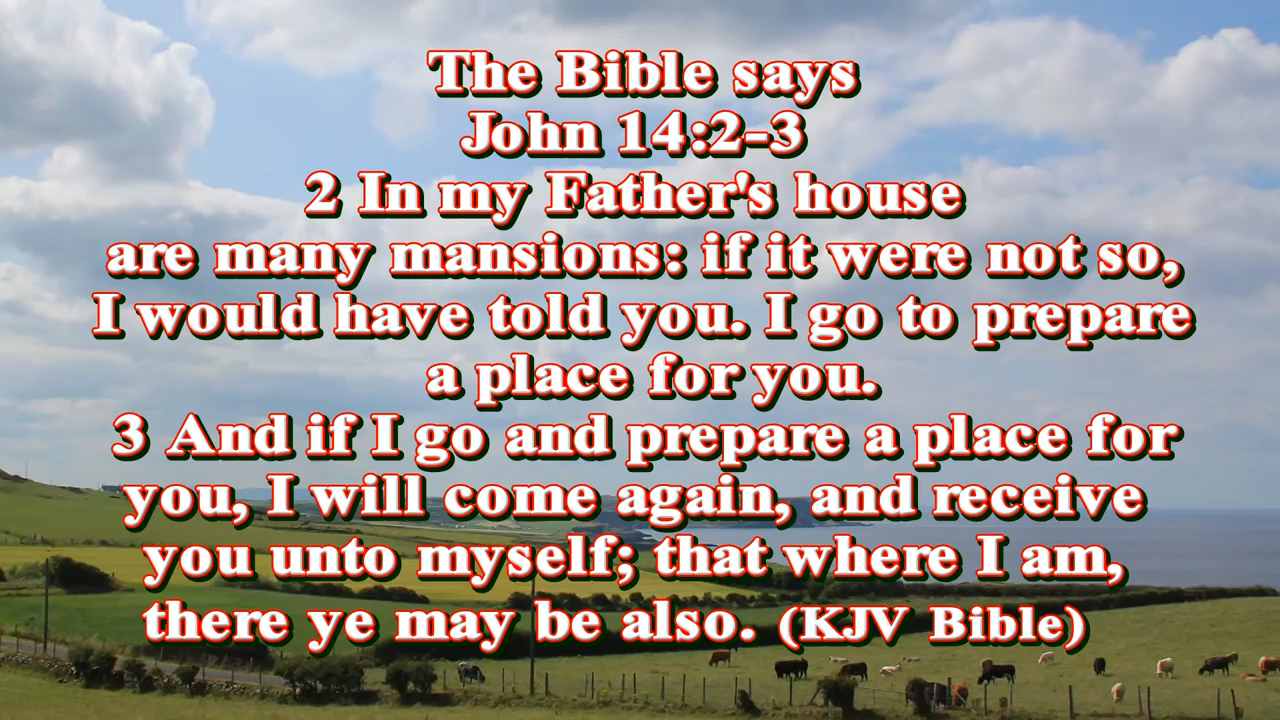 The Bible says
John 14:2-3
2 In my Father's house
are many mansions: if it were not so,
I would have told you. I go to prepare
a place for you.
3 And if I go and prepare a place for
you, I will come again, and receive
you unto myself; that where I am,
there ye may be also. (KJV Bible)